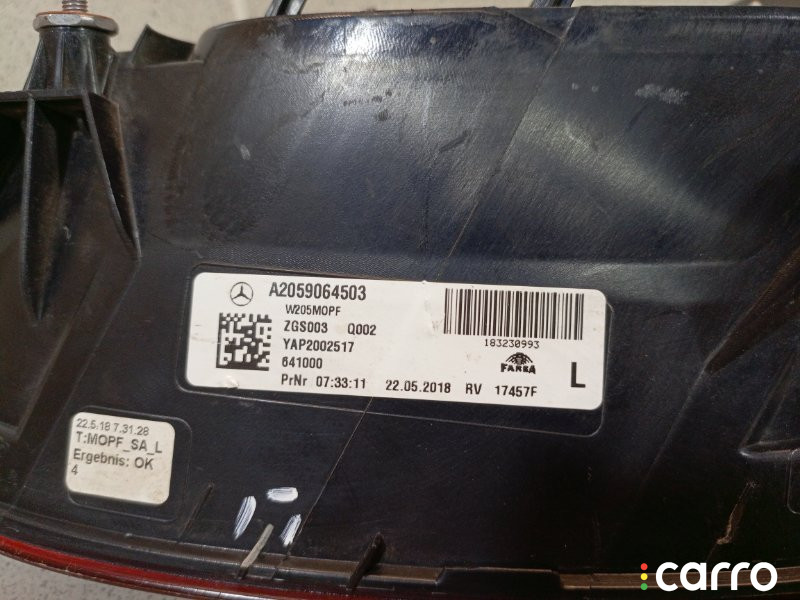 A2059064503
W205MOPF
ZGS003 Q002
YAP2002517
641000
PrNr 07:33:11 22.05.2018 RV 17457F
183230993
FARBA
L
22.5.18 7.31.28
T:MOPF_SA_L
Ergebnis: OK
4
carro